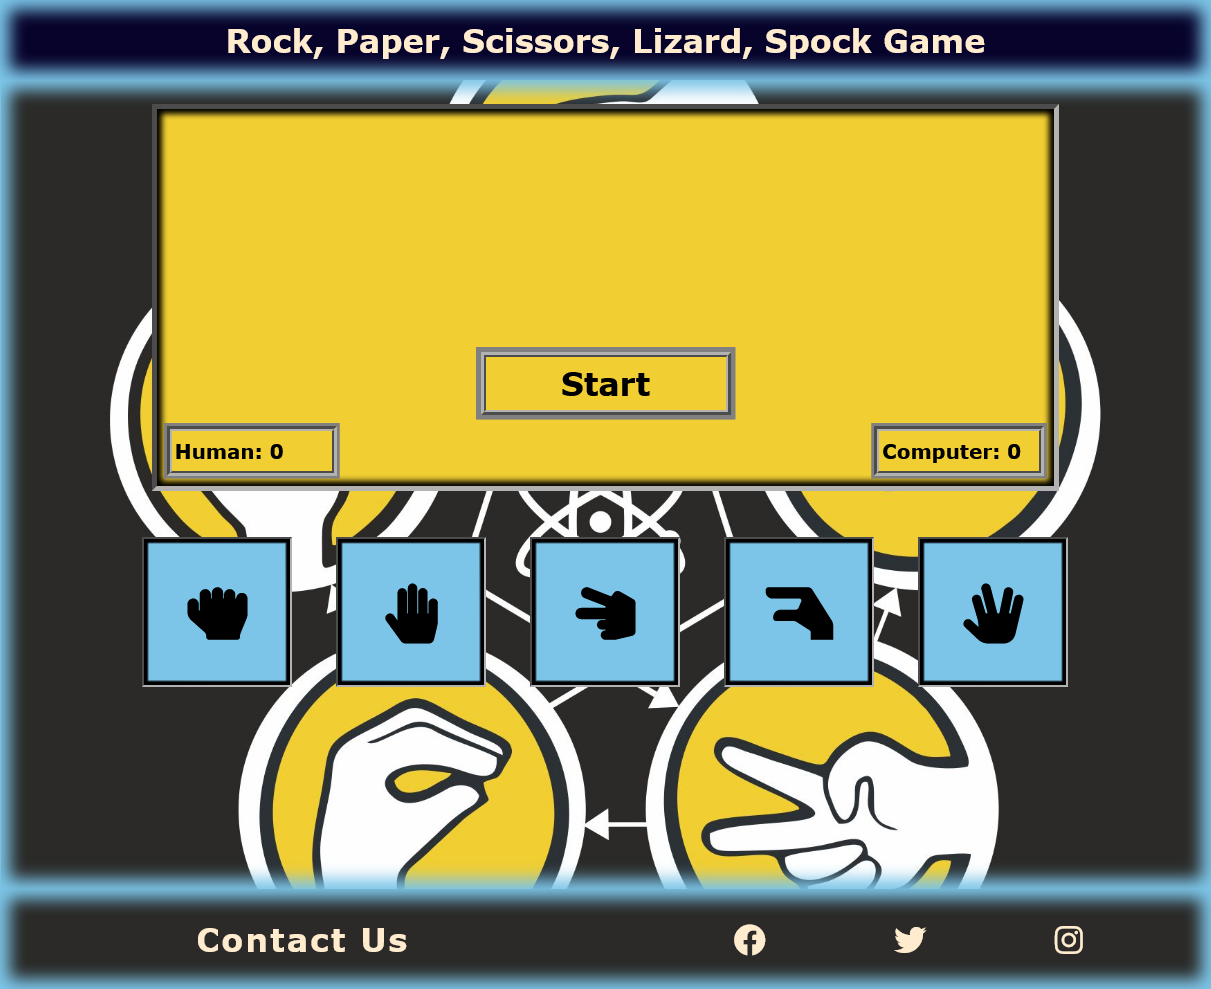 Rock, Paper, Scissors, Lizard, Spock Game
Start
Human: 0
Computer: 0
Contact Us